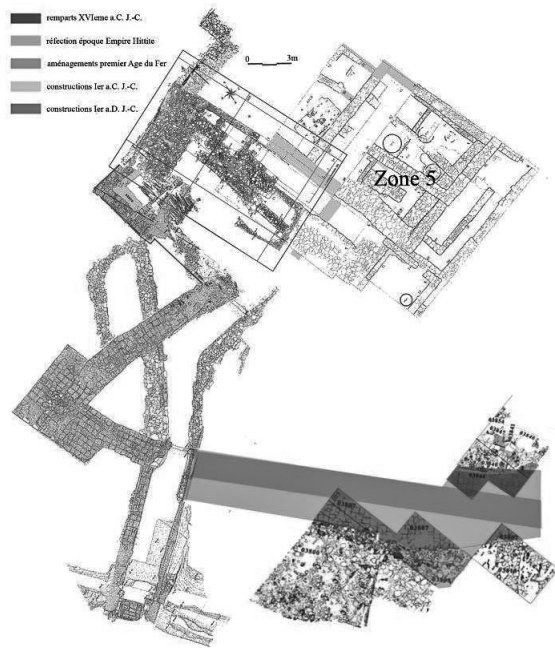 remparts XVIeme a.C. J.-C.
réfection époque Empire Hittite
aménagements premier Age du Fer
constructions Ier a.C. J.-C.
constructions Ier a.D. J.-C.
0 3m
Zone 5